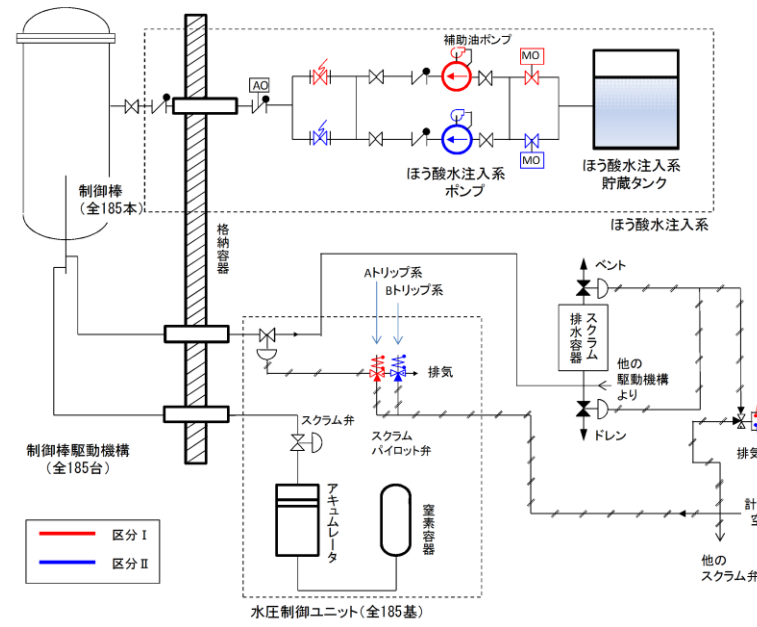 補助油ポンプ
MO
AO
MO
ほう酸水注入系
ポンプ
ほう酸水注入系
貯蔵タンク
制御棒
(全185本)
ほう酸水注入系
格納容器
Aトリップ系
Bトリップ系
ベント
スクラム
排水容器
排気
他の
駆動機構
より
スクラム弁
スクラム
パイロット弁
ドレン
排気
制御棒駆動機構
(全185台)
アキュムレータ
窒素容器
計
空
区分Ⅰ
区分Ⅱ
他の
スクラム弁
水圧制御ユニット(全185基)